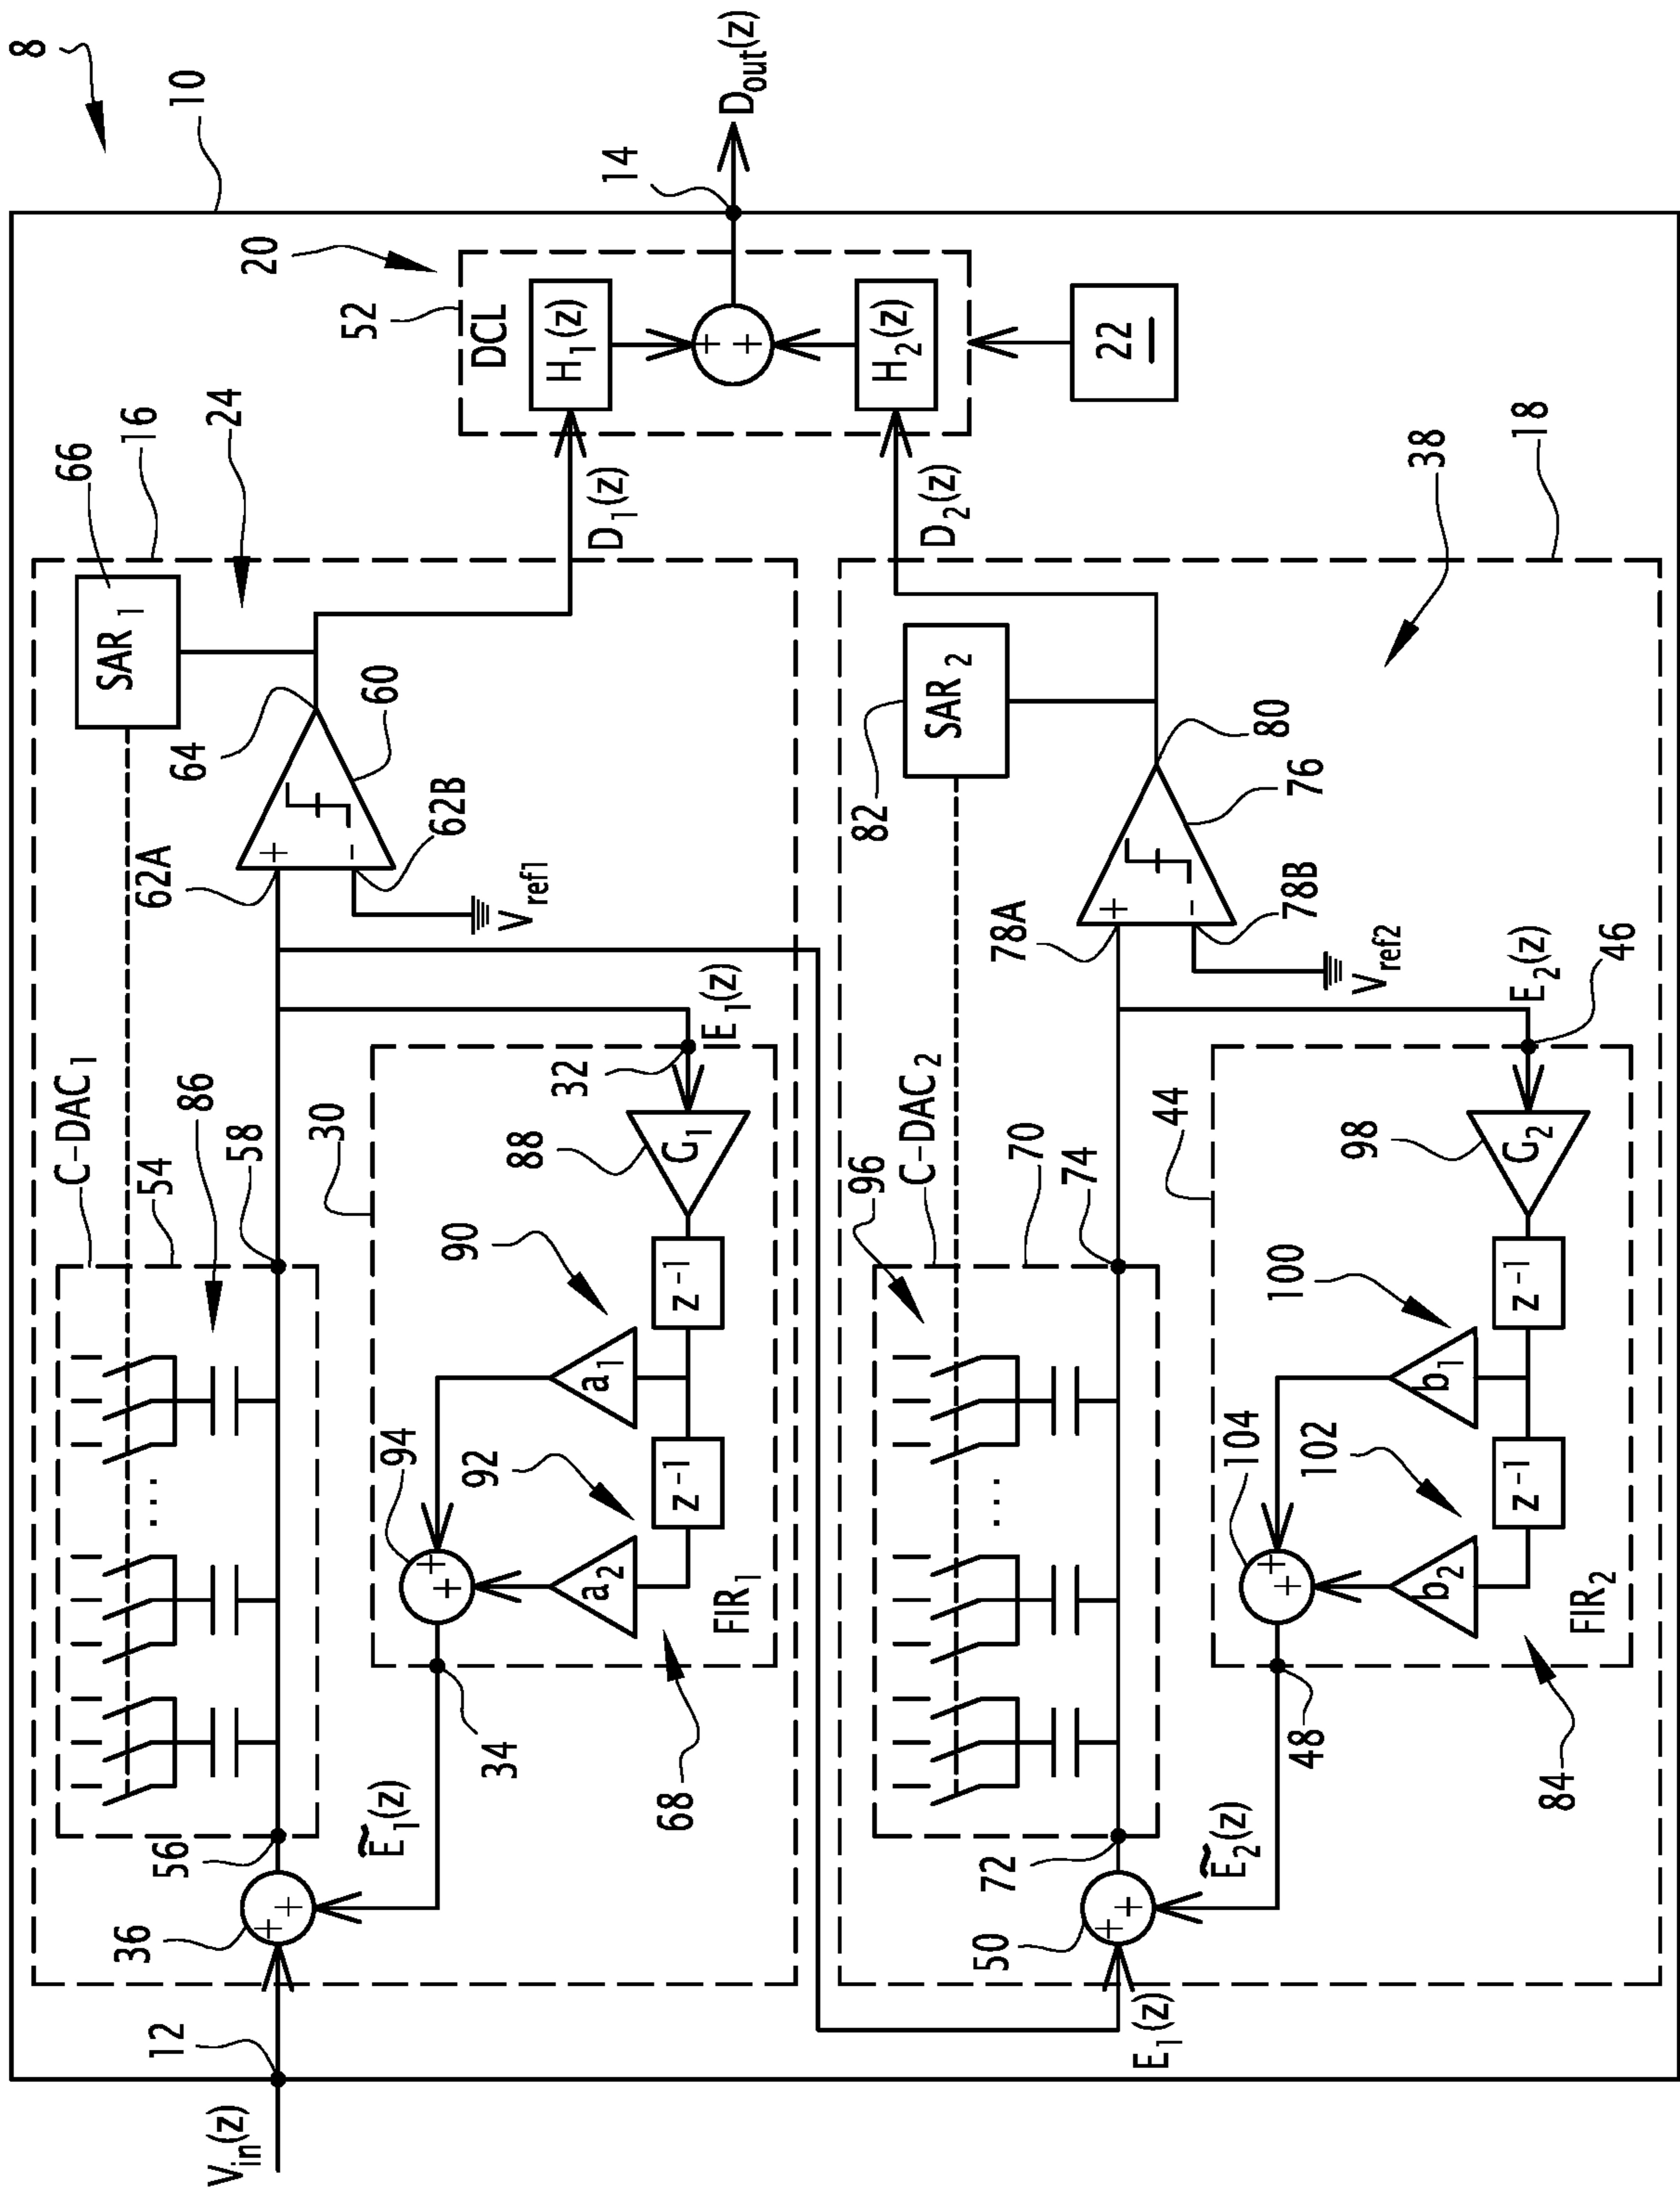 8
10
V_in(z)
12
36
56
C-DAC_1
54
86
58
SAR_1
66
16
24
62A
64
60
62B
V_ref1
+
-
+
+
Ẽ_1(z)
34
94
+
+
30
32
E_1(z)
90
88
G_1
z^-1
a_1
92
z^-1
a_2
68
FIR_1
...
D_1(z)
20
52
DCL
H_1(z)
+
+
H_2(z)
14
D_out(z)
22
D_2(z)
38
18
E_1(z)
50
+
+
72
96
C-DAC_2
70
74
...
SAR_2
82
78A
+
-
80
76
78B
V_ref2
Ẽ_2(z)
48
104
+
+
44
E_2(z)
46
98
G_2
z^-1
100
b_1
102
z^-1
b_2
84
FIR_2